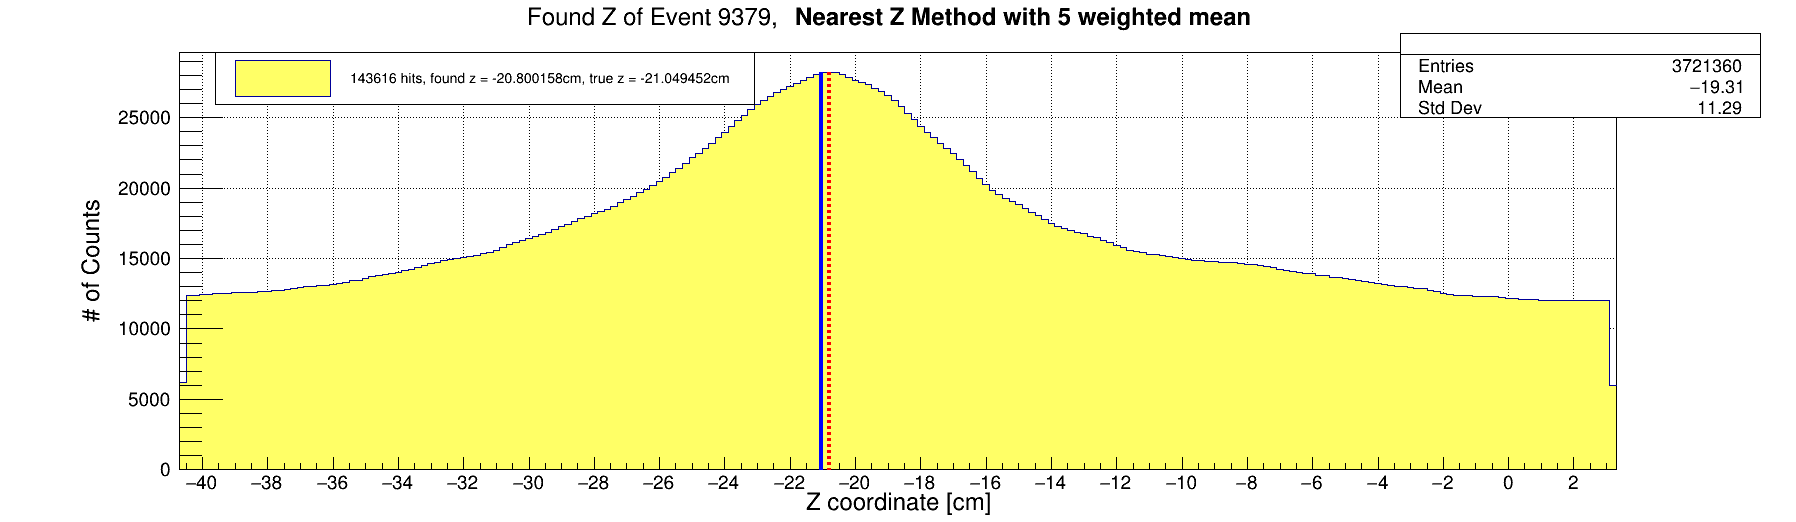 Found Z of Event 9379, Nearest Z Method with 5 weighted mean
143616 hits, found z = -20.800158cm, true z = -21.049452cm
Entries 3721360
Mean −19.31
Std Dev 11.29
# of Counts
25000
20000
15000
10000
5000
0
−40 −38 −36 −34 −32 −30 −28 −26 −24 −22 −20 −18 −16 −14 −12 −10 −8 −6 −4 −2 0 2
Z coordinate [cm]